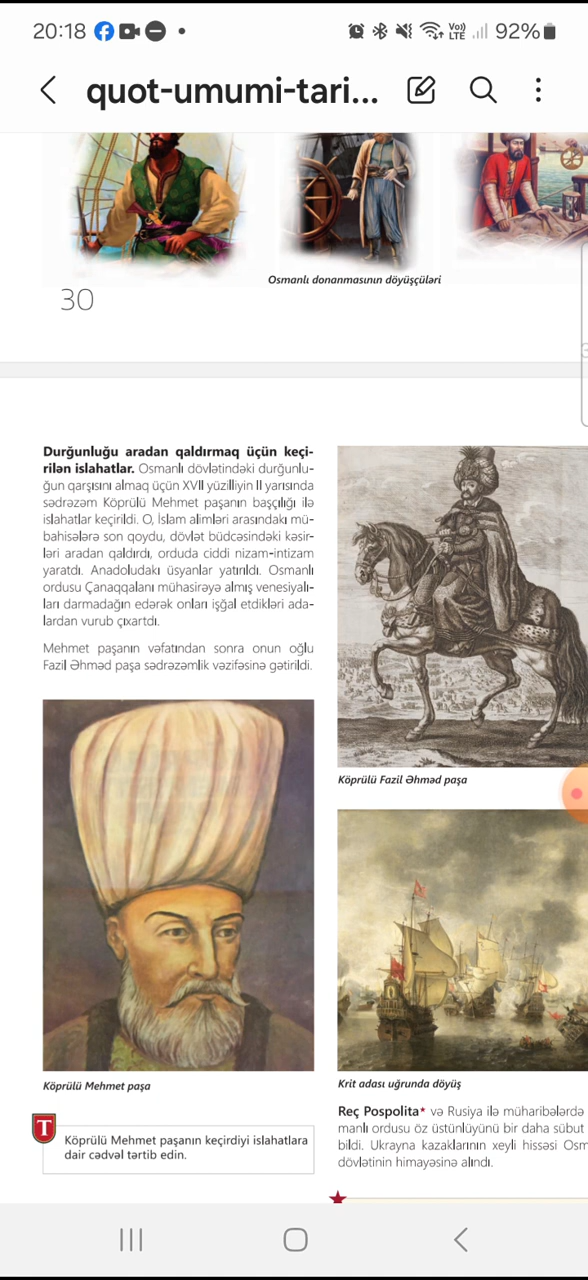 20:18
Vo))
LTE
92%
quot-umumi-tari...
Osmanlı donanmasının döyüşçüləri
30
Durğunluğu aradan qaldırmaq üçün keçi-
rilən islahatlar. Osmanlı dövlətindəki durğunlu-
ğun qarşısını almaq üçün XVII yüzilliyin II yarısında
sədrəzəm Köprülü Mehmet paşanın başçılığı ilə
islahatlar keçirildi. O, İslam alimləri arasındakı mü-
bahisələrə son qoydu, dövlət büdcəsindəki kəsir-
ləri aradan qaldırdı, orduda ciddi nizam-intizam
yaratdı. Anadoludakı üsyanlar yatırıldı. Osmanlı
ordusu Çanaqqalanı mühasirəyə almış venesiyalı-
ları darmadağın edərək onları işğal etdikləri ada-
lardan vurub çıxartdı.
Mehmet paşanın vəfatından sonra onun oğlu
Fazil Əhməd paşa sədrəzəmlik vəzifəsinə gətirildi.
Köprülü Mehmet paşa
T
Köprülü Mehmet paşanın keçirdiyi islahatlara
dair cədvəl tərtib edin.
Köprülü Fazil Əhməd paşa
Krit adası uğrunda döyüş
Reç Pospolita* və Rusiya ilə müharibələrdə
manlı ordusu öz üstünlüyünü bir daha sübut
bildi. Ukrayna kazaklarının xeyli hissəsi Osm
dövlətinin himayəsinə alındı.